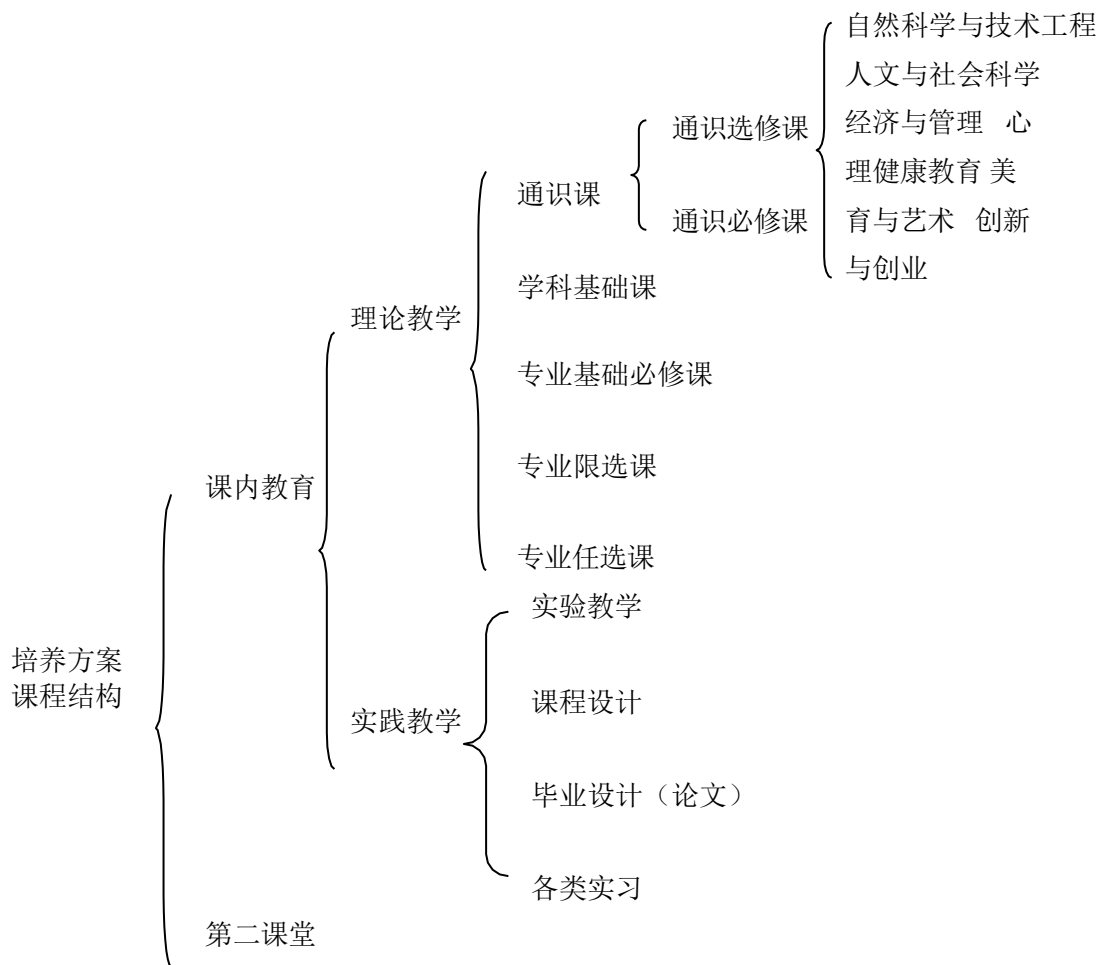 自然科学与技术工程
人文与社会科学
通识选修课
经济与管理 心
理健康教育 美
通识课
通识必修课
育与艺术 创新
与创业
学科基础课
理论教学
专业基础必修课
专业限选课
课内教育
专业任选课
实验教学
培养方案
课程结构
课程设计
实践教学
毕业设计（论文）
各类实习
第二课堂